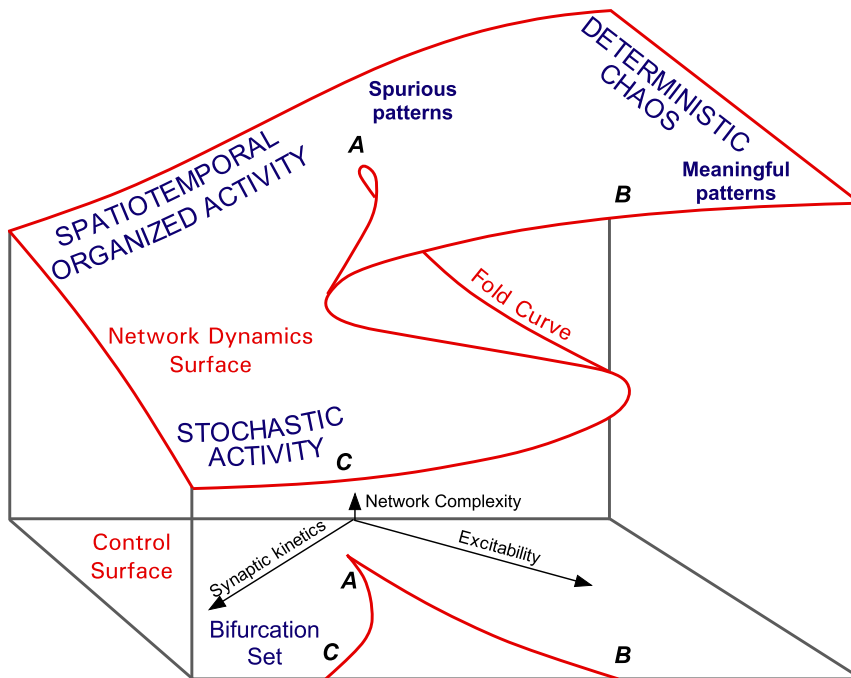 DETERMINISTIC
CHAOS
Spurious
patterns
A
SPATIOTEMPORAL
ORGANIZED ACTIVITY
Meaningful
patterns
B
Fold Curve
Network Dynamics
Surface
STOCHASTIC
ACTIVITY
C
Network Complexity
Control
Surface
Synaptic kinetics
Excitability
A
Bifurcation
Set
C
B